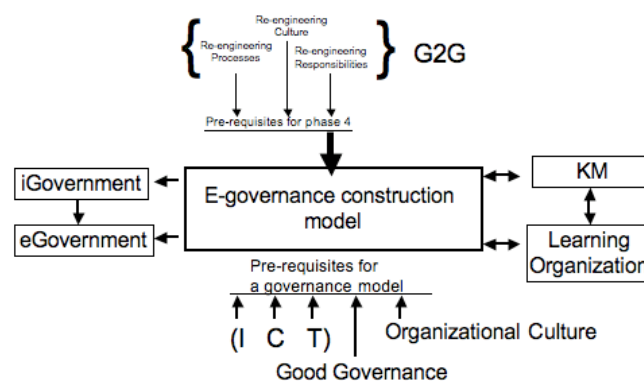 Re-engineering
Culture
Re-engineering
Processes
Re-engineering
Responsibilities
G2G
Pre-requisites for phase 4
iGovernment
eGovernment
E-governance construction
model
KM
Learning
Organization
Pre-requisites for
a governance model
(I C T)
Organizational Culture
Good Governance